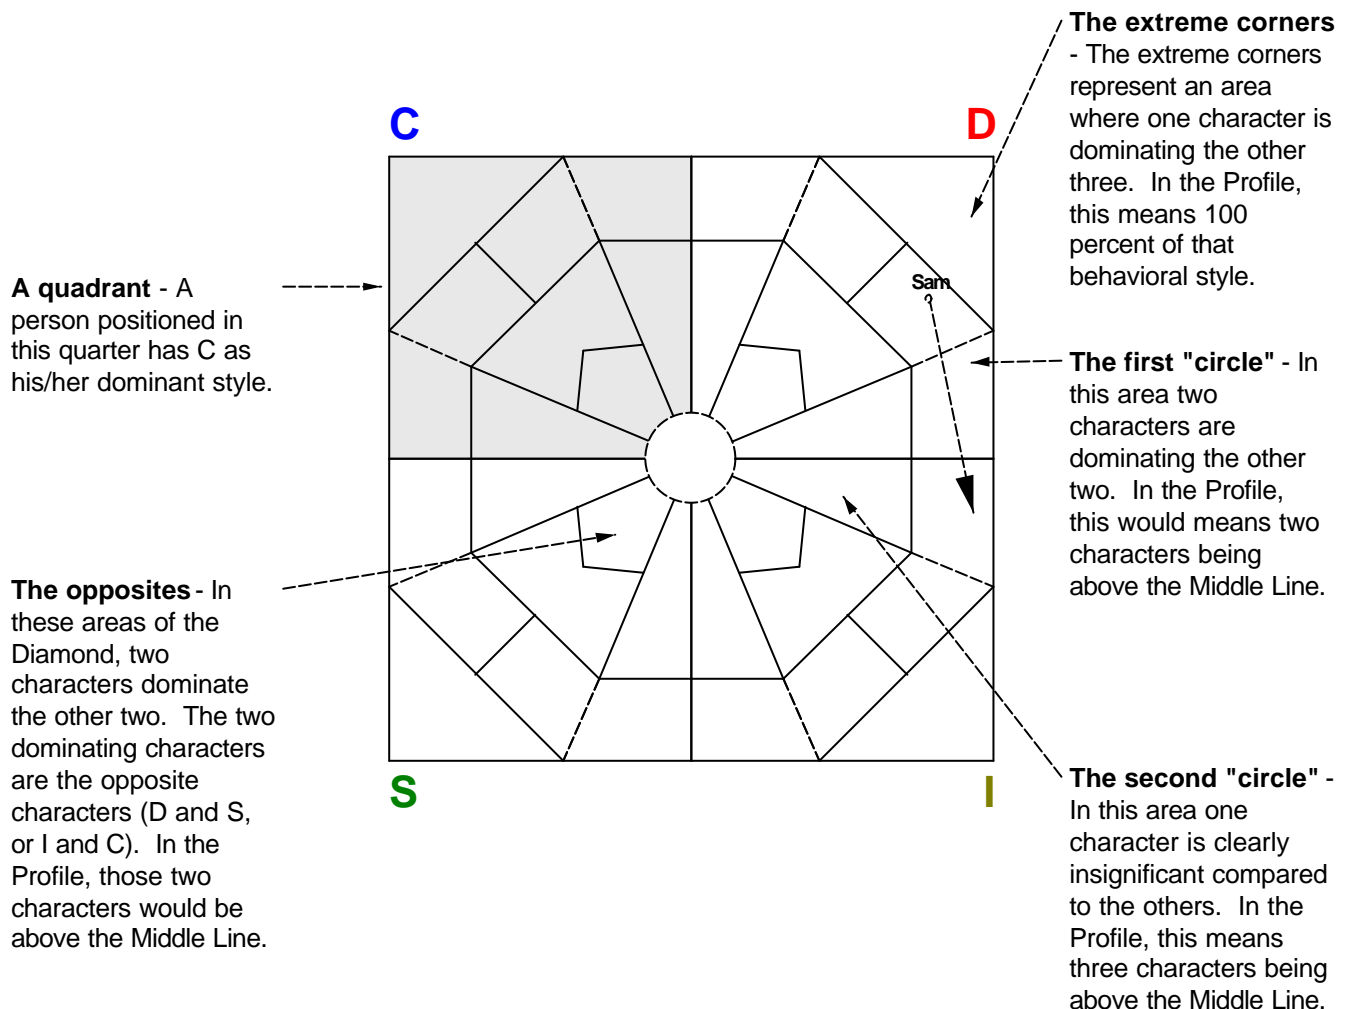 The extreme corners
- The extreme corners
represent an area
where one character is
dominating the other
three.  In the Profile,
this means 100
percent of that
behavioral style.
C
D
A quadrant - A
person positioned in
this quarter has C as
his/her dominant style.
Sam
The first "circle" - In
this area two
characters are
dominating the other
two.  In the Profile,
this would means two
characters being
above the Middle Line.
The opposites - In
these areas of the
Diamond, two
characters dominate
the other two.  The two
dominating characters
are the opposite
characters (D and S,
or I and C).  In the
Profile, those two
characters would be
above the Middle Line.
S
I
The second "circle" -
In this area one
character is clearly
insignificant compared
to the others.  In the
Profile, this means
three characters being
above the Middle Line.